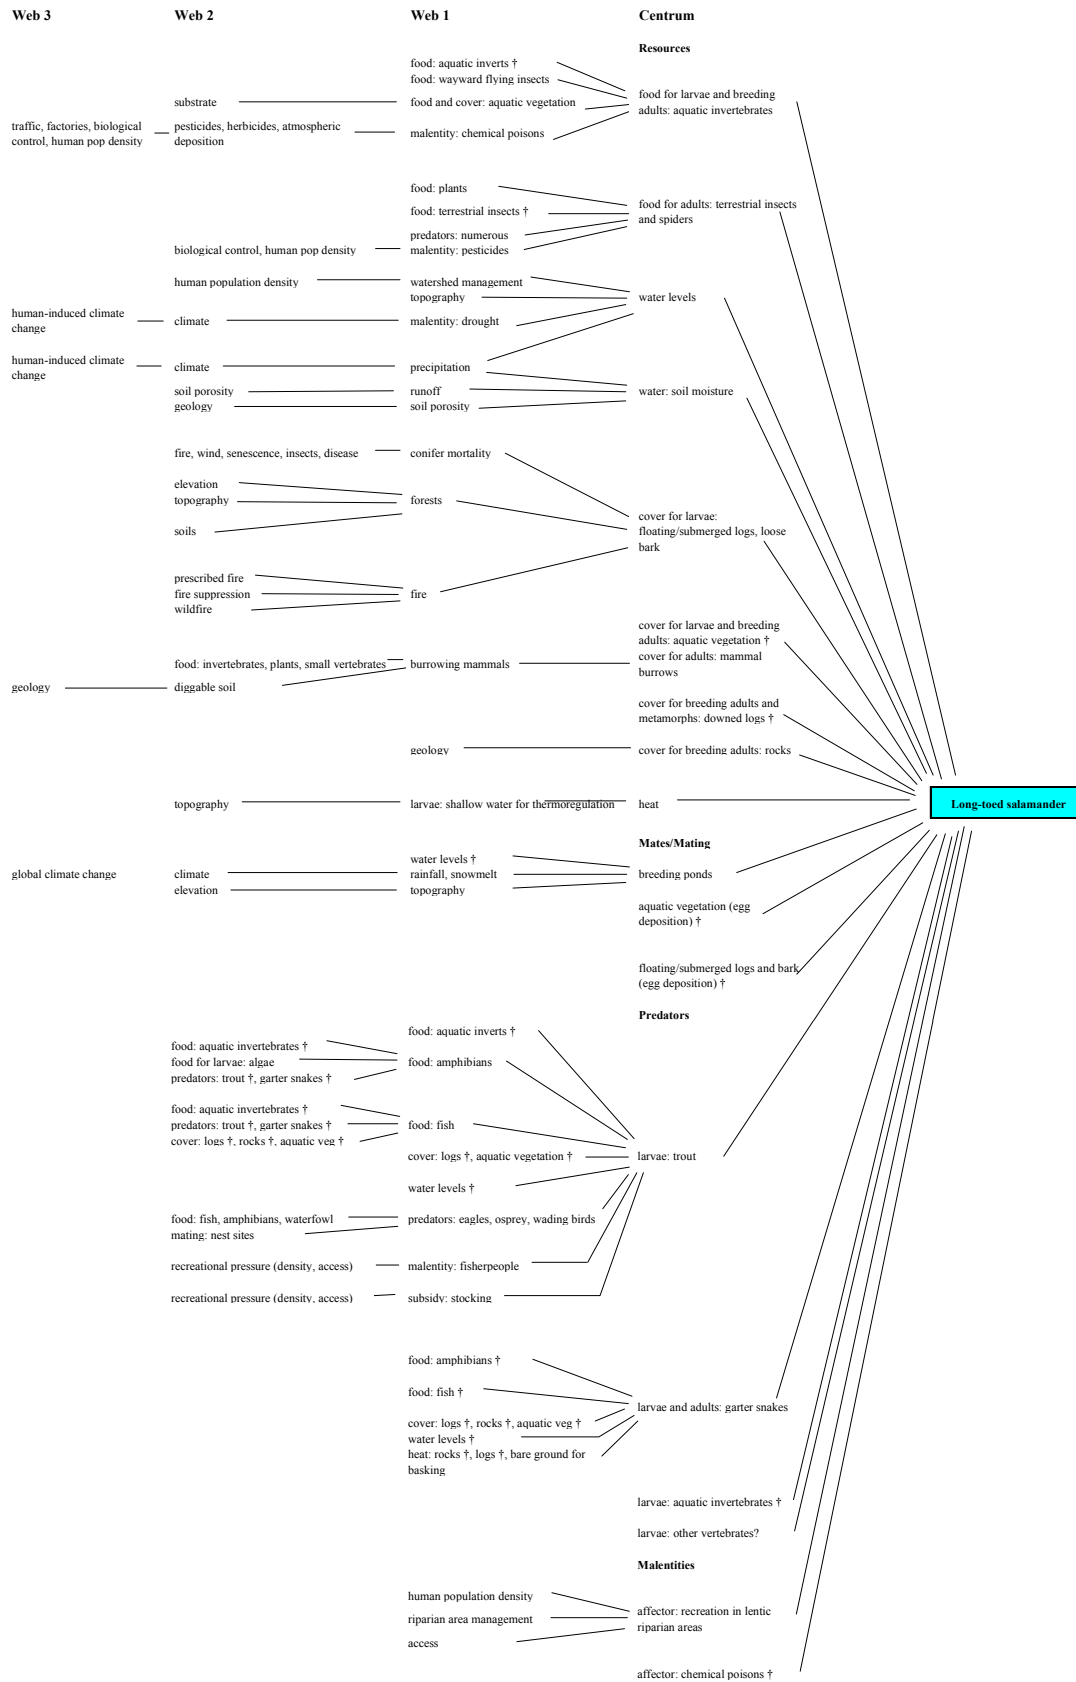 Web 3 Web 2 Web 1 Centrum
Resources
food: aquatic inverts †
food: wayward flying insects
food for larvae and breeding
adults: aquatic invertebrates
substrate
food and cover: aquatic vegetation
traffic, factories, biological
control, human pop density
pesticides, herbicides, atmospheric
deposition
malentity: chemical poisons
food: plants
food: terrestrial insects †
food for adults: terrestrial insects
and spiders
predators: numerous
biological control, human pop density
malentity: pesticides
human population density
watershed management
topography
water levels
human-induced climate
change
climate
malentity: drought
human-induced climate
change
climate
precipitation
soil porosity
runoff
water: soil moisture
geology
soil porosity
fire, wind, senescence, insects, disease
conifer mortality
elevation
topography
forests
soils
cover for larvae:
floating/submerged logs, loose
bark
prescribed fire
fire suppression
fire
wildfire
cover for larvae and breeding
adults: aquatic vegetation †
food: invertebrates, plants, small vertebrates
burrowing mammals
cover for adults: mammal
burrows
geology
diggable soil
cover for breeding adults and
metamorphs: downed logs †
geology
cover for breeding adults: rocks
topography
larvae: shallow water for thermoregulation
heat
Long-toed salamander
Mates/Mating
water levels †
global climate change
climate
rainfall, snowmelt
breeding ponds
elevation
topography
aquatic vegetation (egg
deposition) †
floating/submerged logs and bark
(egg deposition) †
Predators
food: aquatic inverts †
food: aquatic invertebrates †
food for larvae: algae
food: amphibians
predators: trout †, garter snakes †
food: aquatic invertebrates †
predators: trout †, garter snakes †
food: fish
cover: logs †, rocks †, aquatic veg †
cover: logs †, aquatic vegetation †
larvae: trout
water levels †
food: fish, amphibians, waterfowl
predators: eagles, osprey, wading birds
mating: nest sites
recreational pressure (density, access)
malentity: fisherpeople
recreational pressure (density, access)
subsidy: stocking
food: amphibians †
food: fish †
larvae and adults: garter snakes
cover: logs †, rocks †, aquatic veg †
water levels †
heat: rocks †, logs †, bare ground for
basking
larvae: aquatic invertebrates †
larvae: other vertebrates?
Malentities
human population density
affector: recreation in lentic
riparian areas
riparian area management
access
affector: chemical poisons †